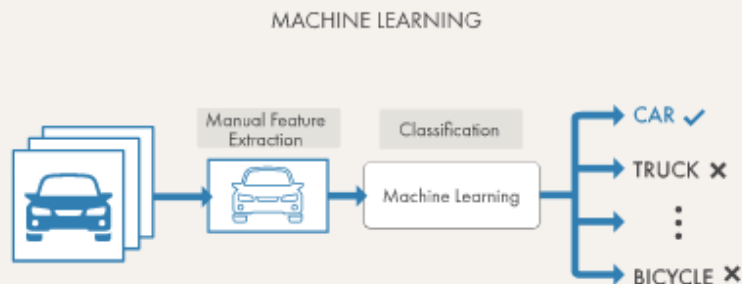 MACHINE LEARNING
Manual Feature
Extraction
Classification
Machine Learning
CAR
TRUCK
BICYCLE